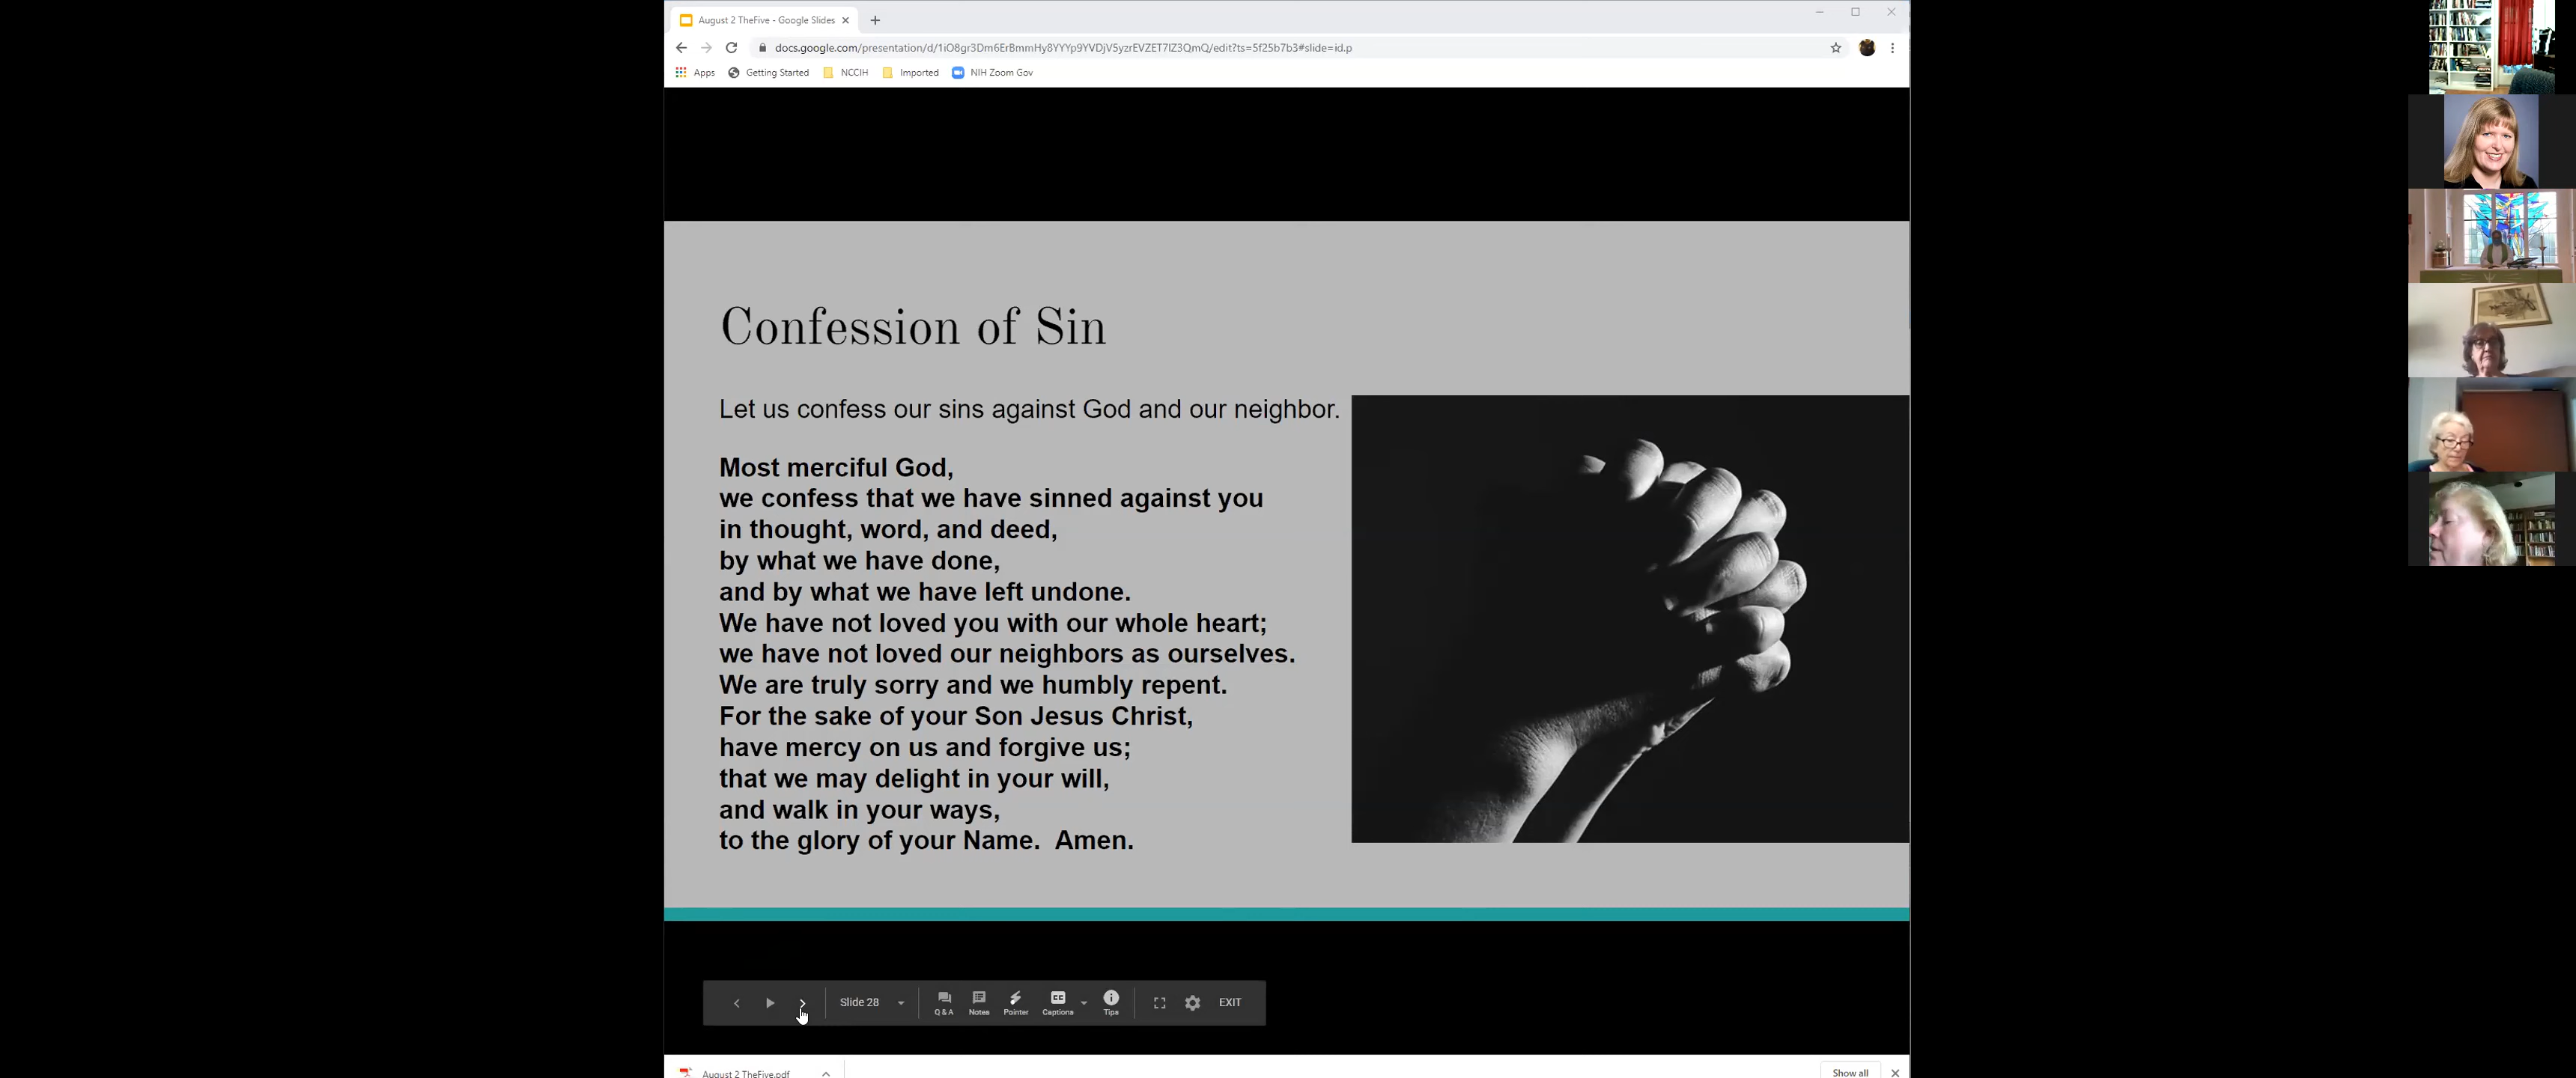 August 2 TheFive - Google Slides
docs.google.com/presentation/d/1iO8gr3Dm6ErBmmHy8YYYp9YVDjV5yzrEVZET7IZ3QmQ/edit?ts=5f25b7b3#slide=id.p
Apps Getting Started NCCIH Imported NIH Zoom Gov
Confession of Sin
Let us confess our sins against God and our neighbor.
Most merciful God,
we confess that we have sinned against you
in thought, word, and deed,
by what we have done,
and by what we have left undone.
We have not loved you with our whole heart;
we have not loved our neighbors as ourselves.
We are truly sorry and we humbly repent.
For the sake of your Son Jesus Christ,
have mercy on us and forgive us;
that we may delight in your will,
and walk in your ways,
to the glory of your Name.  Amen.
Slide 28 Q & A Notes Pointer CC Captions Tips EXIT
August 2 TheFive.pdf Show all